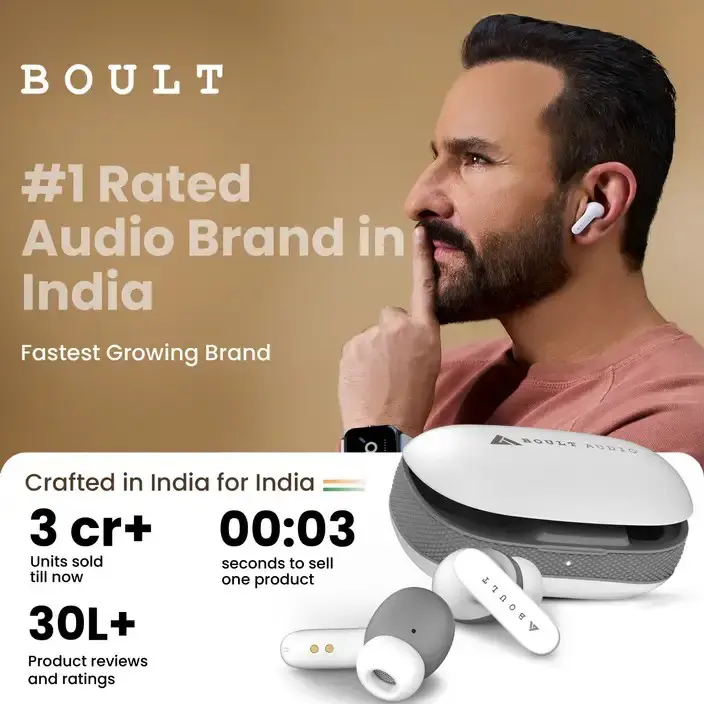 BOULT
#1 Rated
Audio Brand in
India
Fastest Growing Brand
BOULT AUDIO
Crafted in India for India
3 cr+
Units sold
till now
00:03
seconds to sell
one product
30L+
Product reviews
and ratings
BOULT